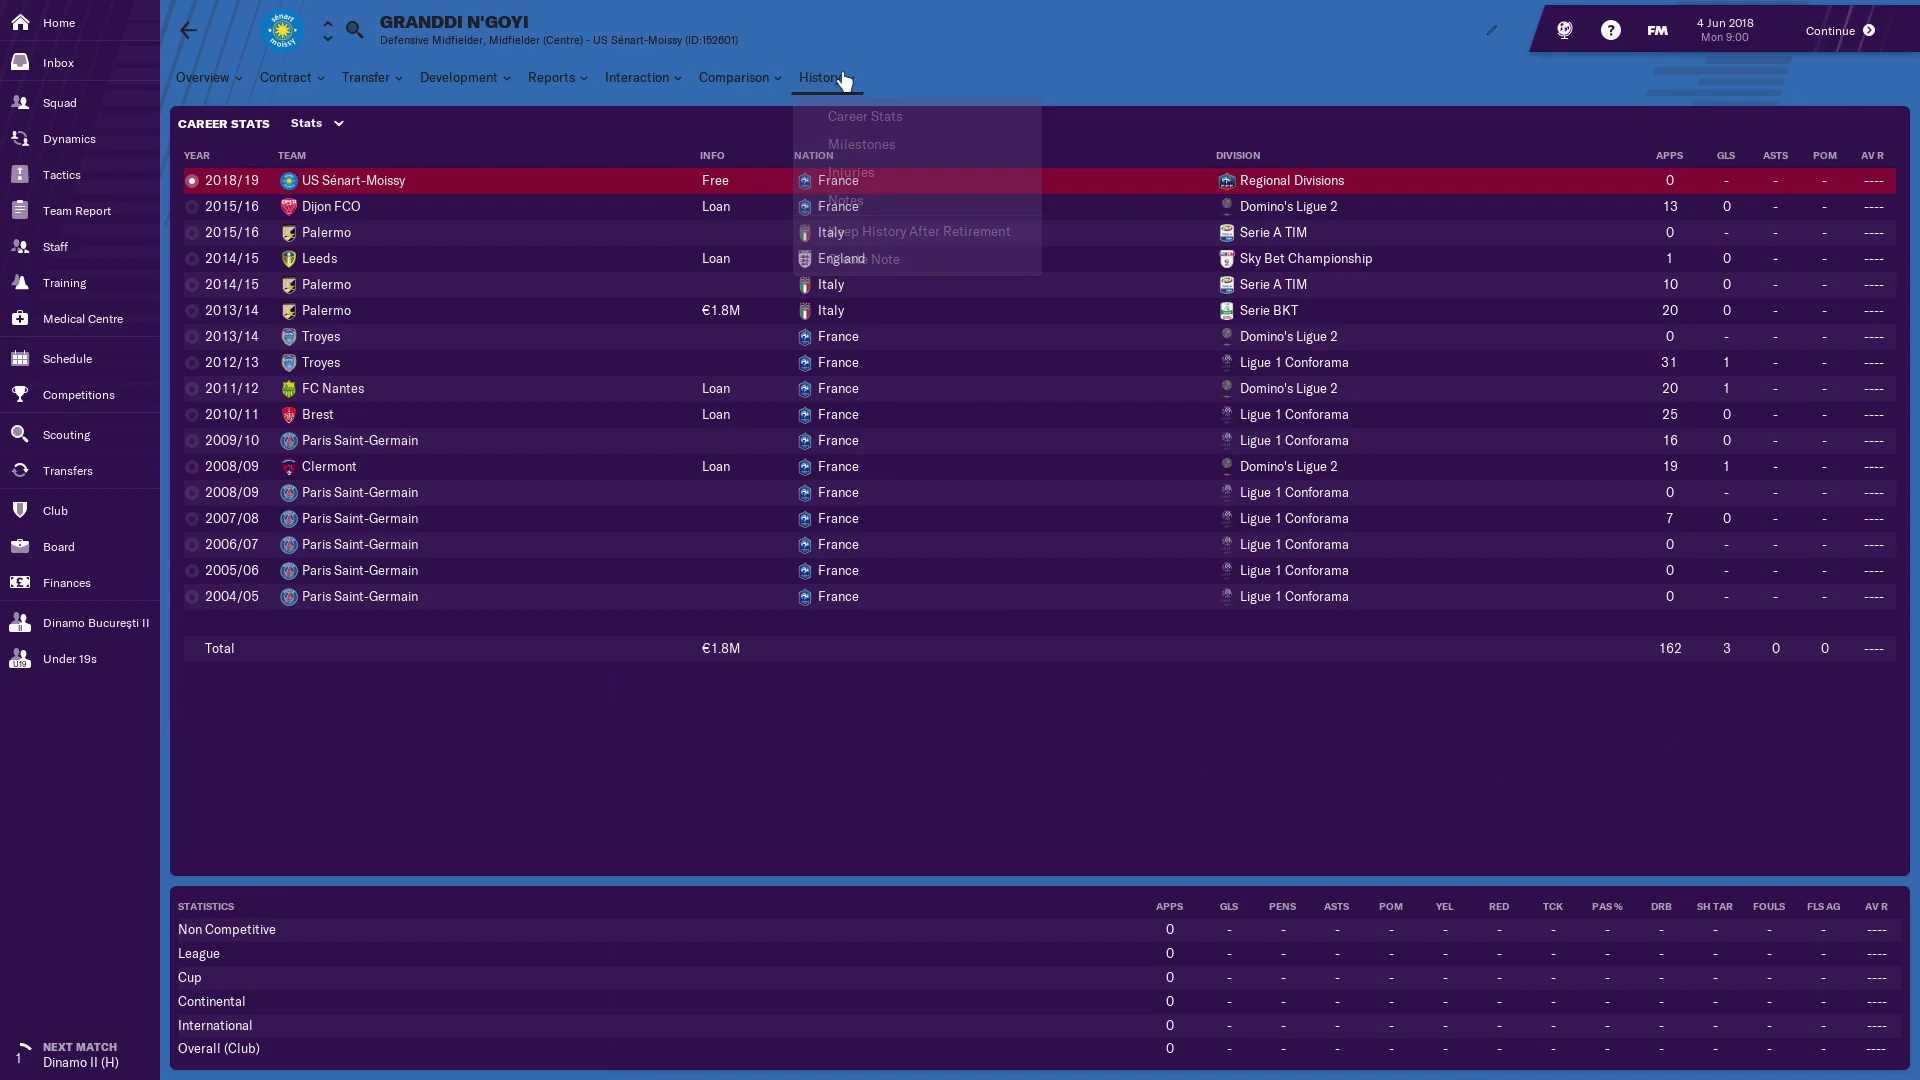 Home
Inbox
Squad
Dynamics
Tactics
Team Report
Staff
Training
Medical Centre
Schedule
Competitions
Scouting
Transfers
Club
Board
Finances
Dinamo Bucureşti II
Under 19s
1 NEXT MATCH
Dinamo II (H)
GRANDDI N'GOYI
Defensive Midfielder, Midfielder (Centre) - US Sénart-Moissy (ID:152601)
FM
4 Jun 2018
Mon 9:00
Continue
Overview Contract Transfer Development Reports Interaction Comparison History
Career Stats
Milestones
Injuries
Notes
Keep History After Retirement
Create Note
CAREER STATS Stats
YEAR TEAM INFO NATION DIVISION APPS GLS ASTS POM AV R
2018/19 US Sénart-Moissy Free France Regional Divisions 0 - - - ----
2015/16 Dijon FCO Loan France Domino's Ligue 2 13 0 - - ----
2015/16 Palermo Italy Serie A TIM 0 - - - ----
2014/15 Leeds Loan England Sky Bet Championship 1 0 - - ----
2014/15 Palermo Italy Serie A TIM 10 0 - - ----
2013/14 Palermo €1.8M Italy Serie BKT 20 0 - - ----
2013/14 Troyes France Domino's Ligue 2 0 - - - ----
2012/13 Troyes France Ligue 1 Conforama 31 1 - - ----
2011/12 FC Nantes Loan France Domino's Ligue 2 20 1 - - ----
2010/11 Brest Loan France Ligue 1 Conforama 25 0 - - ----
2009/10 Paris Saint-Germain France Ligue 1 Conforama 16 0 - - ----
2008/09 Clermont Loan France Domino's Ligue 2 19 1 - - ----
2008/09 Paris Saint-Germain France Ligue 1 Conforama 0 - - - ----
2007/08 Paris Saint-Germain France Ligue 1 Conforama 7 0 - - ----
2006/07 Paris Saint-Germain France Ligue 1 Conforama 0 - - - ----
2005/06 Paris Saint-Germain France Ligue 1 Conforama 0 - - - ----
2004/05 Paris Saint-Germain France Ligue 1 Conforama 0 - - - ----
Total €1.8M 162 3 0 0 ----
STATISTICS APPS GLS PENS ASTS POM YEL RED TCK PAS % DRB SH TAR FOULS FLS AG AV R
Non Competitive 0 - - - - - - - - - - - - ----
League 0 - - - - - - - - - - - - ----
Cup 0 - - - - - - - - - - - - ----
Continental 0 - - - - - - - - - - - - ----
International 0 - - - - - - - - - - - - ----
Overall (Club) 0 - - - - - - - - - - - - ----